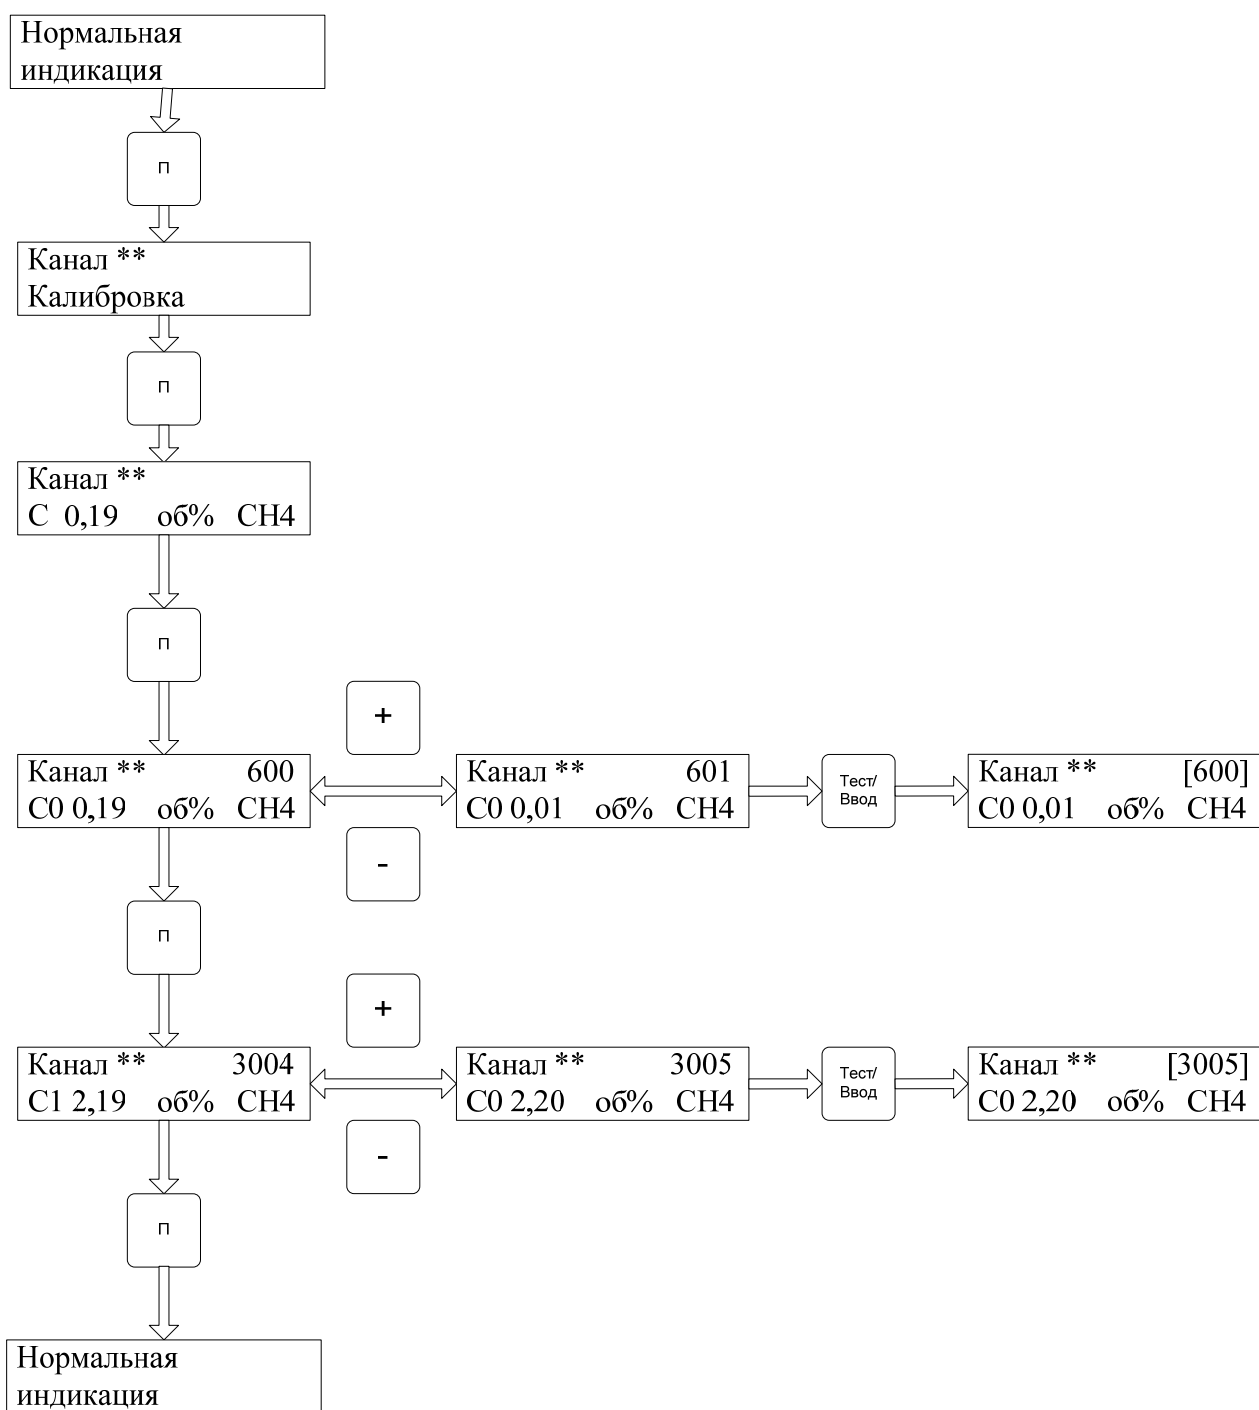 Нормальная
индикация
П
Канал **
Калибровка
П
Канал **
С 0,19 об% СН4
П
+
Канал ** 600
С0 0,19 об% СН4
Канал ** 601
С0 0,01 об% СН4
Тест/
Ввод
Канал ** [600]
С0 0,01 об% СН4
-
П
+
Канал ** 3004
С1 2,19 об% СН4
Канал ** 3005
С0 2,20 об% СН4
Тест/
Ввод
Канал ** [3005]
С0 2,20 об% СН4
-
П
Нормальная
индикация